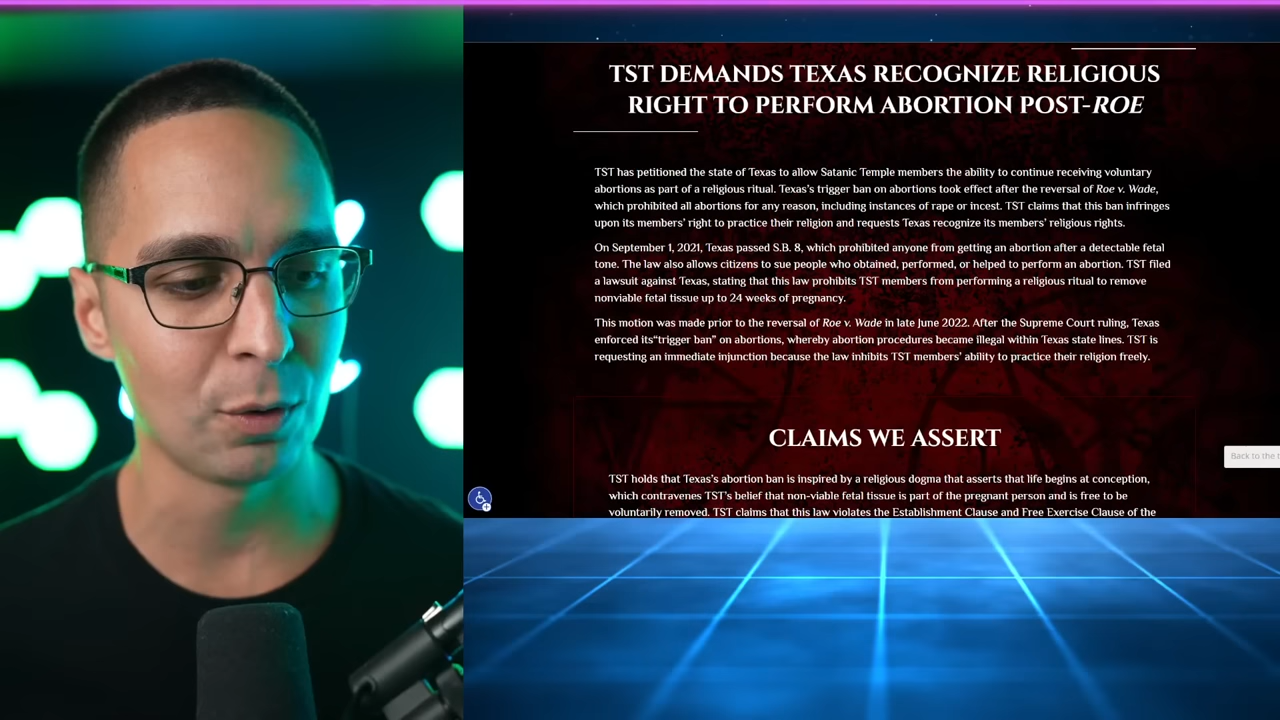 TST DEMANDS TEXAS RECOGNIZE RELIGIOUS
RIGHT TO PERFORM ABORTION POST-ROE
TST has petitioned the state of Texas to allow Satanic Temple members the ability to continue receiving voluntary
abortions as part of a religious ritual. Texas's trigger ban on abortions took effect after the reversal of Roe v. Wade,
which prohibited all abortions for any reason, including instances of rape or incest. TST claims that this ban infringes
upon its members' right to practice their religion and requests Texas recognize its members' religious rights.
On September 1, 2021, Texas passed S.B. 8, which prohibited anyone from getting an abortion after a detectable fetal
tone. The law also allows citizens to sue people who obtained, performed, or helped to perform an abortion. TST filed
a lawsuit against Texas, stating that this law prohibits TST members from performing a religious ritual to remove
nonviable fetal tissue up to 24 weeks of pregnancy.
This motion was made prior to the reversal of Roe v. Wade in late June 2022. After the Supreme Court ruling, Texas
enforced its“trigger ban” on abortions, whereby abortion procedures became illegal within Texas state lines. TST is
requesting an immediate injunction because the law inhibits TST members' ability to practice their religion freely.
CLAIMS WE ASSERT
Back to the t
TST holds that Texas's abortion ban is inspired by a religious dogma that asserts that life begins at conception,
which contravenes TST's belief that non-viable fetal tissue is part of the pregnant person and is free to be
voluntarily removed. TST claims that this law violates the Establishment Clause and Free Exercise Clause of the